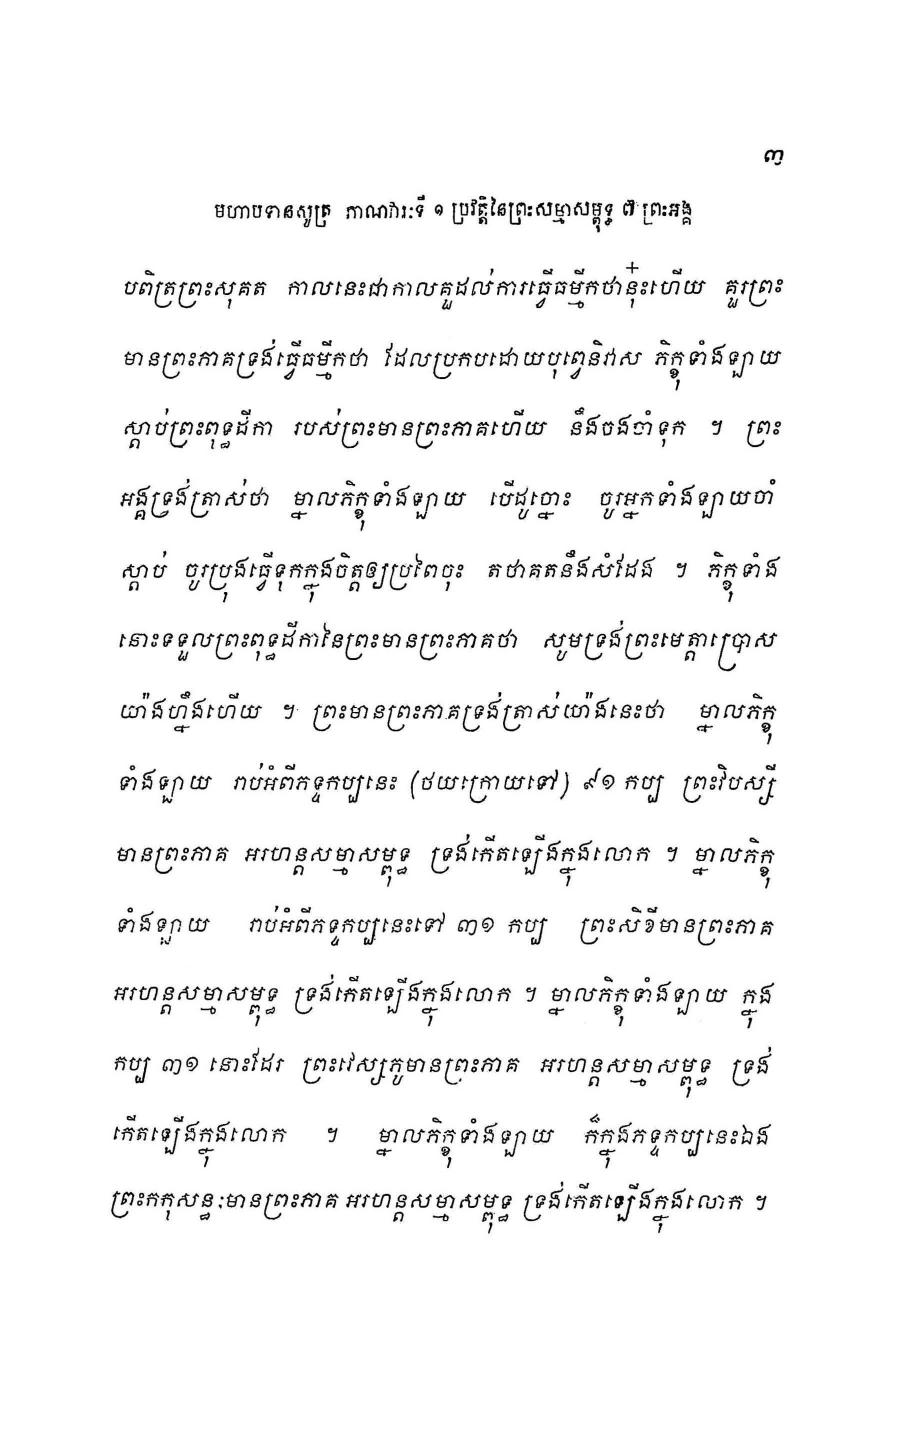 ៣
មហាបទានសូត្រ ភាណវារៈទី ១ ប្រវត្តិនៃព្រះសម្មាសម្ពុទ្ធ ៧ ព្រះអង្គ
បពិត្រព្រះសុគត កាលនេះជាកាលគួរដល់ការធ្វើធម្មីកថានុ៎ះហើយ គួរព្រះ
មានព្រះភាគទ្រង់ធ្វើធម្មីកថា ដែលប្រកបដោយបុព្វេនិវាស ភិក្ខុទាំងឡាយ
ស្តាប់ព្រះពុទ្ធដីកា របស់ព្រះមានព្រះភាគហើយ នឹងចងចាំទុក ។ ព្រះ
អង្គទ្រង់ត្រាស់ថា ម្នាលភិក្ខុទាំងឡាយ បើដូច្នោះ ចូរអ្នកទាំងឡាយចាំ
ស្តាប់ ចូរប្រុងធ្វើទុកក្នុងចិត្តឲ្យប្រពៃចុះ តថាគតនឹងសំដែង ។ ភិក្ខុទាំង
នោះទទួលព្រះពុទ្ធដីកានៃព្រះមានព្រះភាគថា សូមទ្រង់ព្រះមេត្តាប្រោស
យ៉ាងហ្នឹងហើយ ។ ព្រះមានព្រះភាគទ្រង់ត្រាស់យ៉ាងនេះថា ម្នាលភិក្ខុ
ទាំងឡាយ រាប់អំពីភទ្ទកប្បនេះ (ថយក្រោយទៅ) ៩១ កប្ប ព្រះវិបស្សី
មានព្រះភាគ អរហន្តសម្មាសម្ពុទ្ធ ទ្រង់កើតឡើងក្នុងលោក ។ ម្នាលភិក្ខុ
ទាំងឡាយ រាប់អំពីភទ្ទកប្បនេះទៅ ៣១ កប្ប ព្រះសិខីមានព្រះភាគ
អរហន្តសម្មាសម្ពុទ្ធ ទ្រង់កើតឡើងក្នុងលោក ។ ម្នាលភិក្ខុទាំងឡាយ ក្នុង
កប្ប ៣១ នោះដែរ ព្រះវេស្សភូមានព្រះភាគ អរហន្តសម្មាសម្ពុទ្ធ ទ្រង់
កើតឡើងក្នុងលោក ។ ម្នាលភិក្ខុទាំងឡាយ ក៏ក្នុងភទ្ទកប្បនេះឯង
ព្រះកកុសន្ធៈមានព្រះភាគ អរហន្តសម្មាសម្ពុទ្ធ ទ្រង់កើតឡើងក្នុងលោក ។